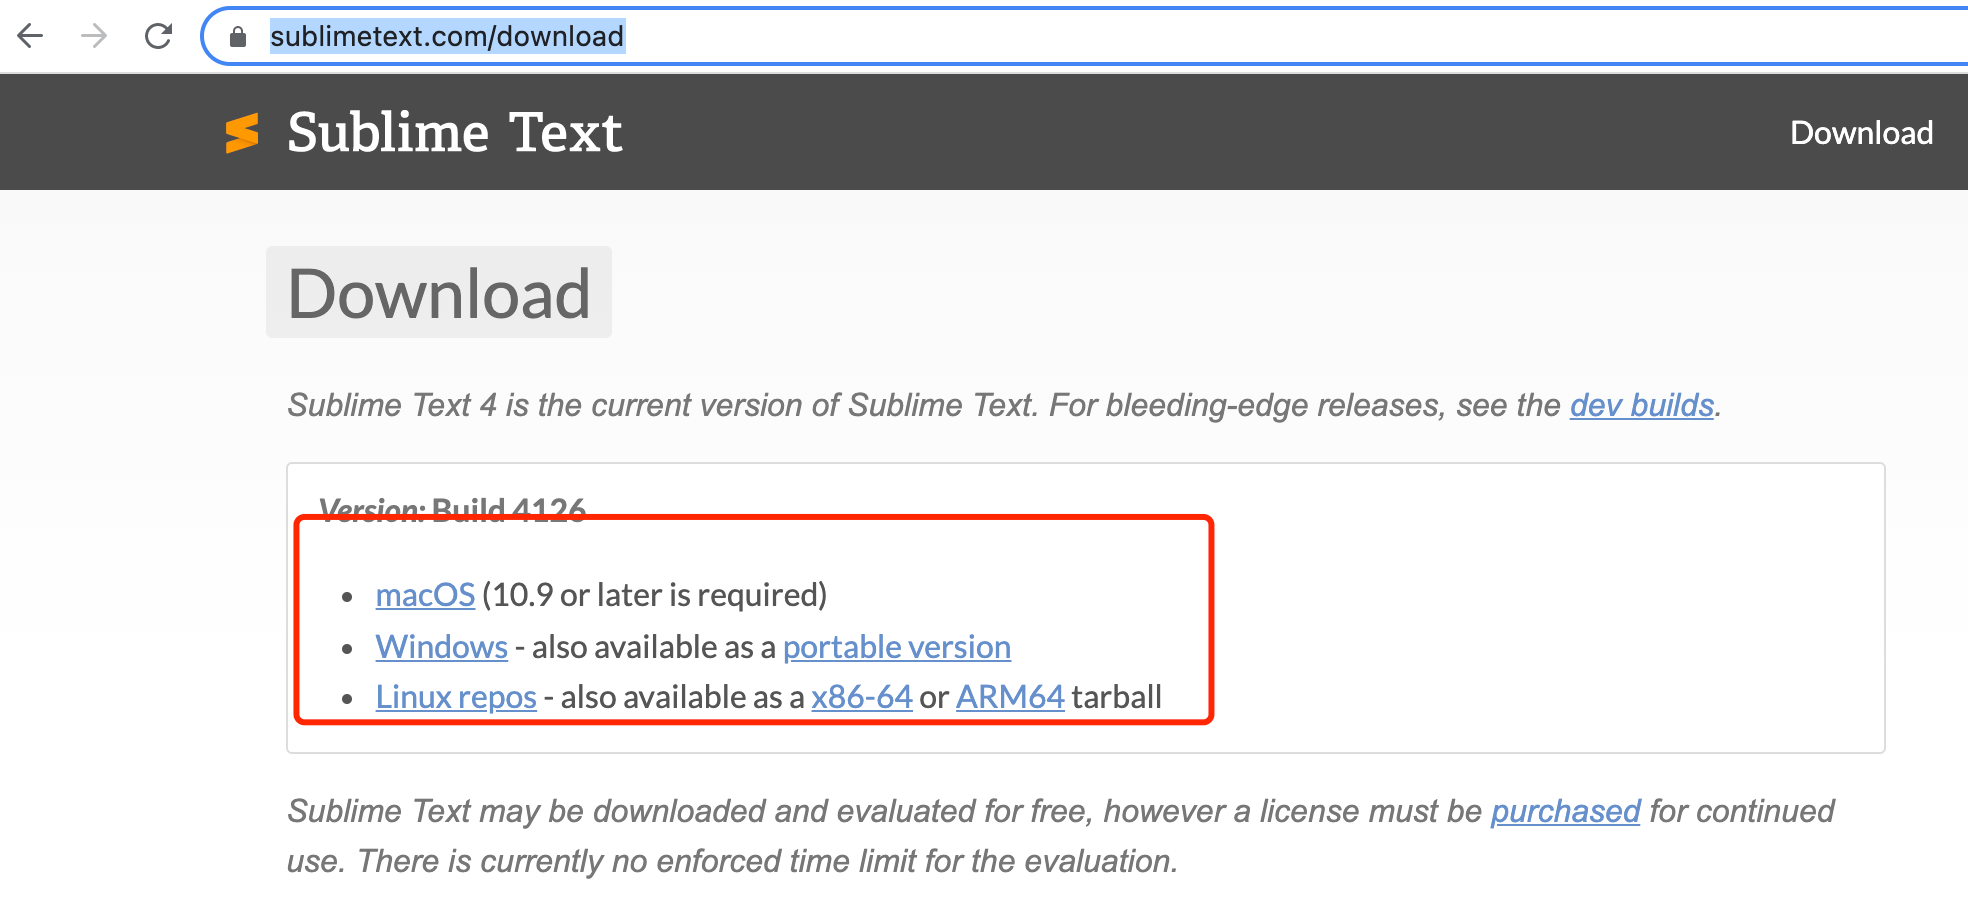 sublimetext.com/download
Sublime Text
Download
Download
Sublime Text 4 is the current version of Sublime Text. For bleeding-edge releases, see the dev builds.
Version: Build 4126
• macOS (10.9 or later is required)
• Windows - also available as a portable version
• Linux repos - also available as a x86-64 or ARM64 tarball
Sublime Text may be downloaded and evaluated for free, however a license must be purchased for continued
use. There is currently no enforced time limit for the evaluation.